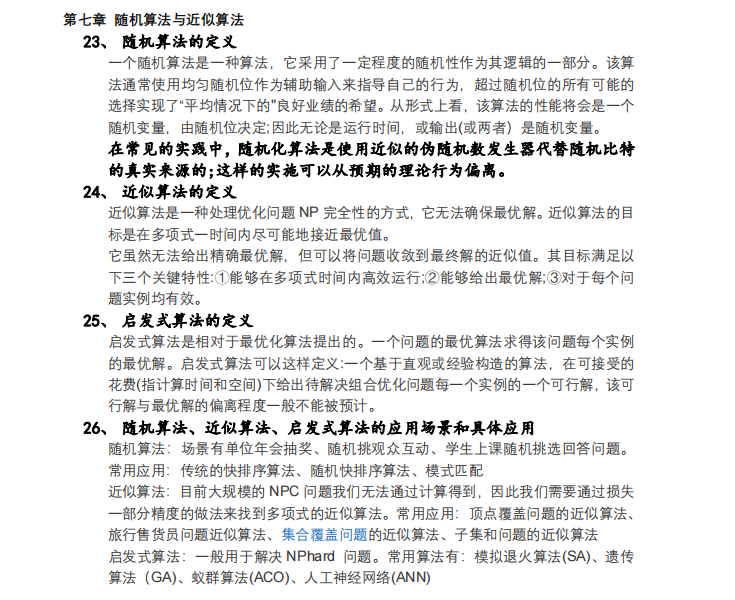 第七章 随机算法与近似算法
23、 随机算法的定义
一个随机算法是一种算法，它采用了一定程度的随机性作为其逻辑的一部分。该算
法通常使用均匀随机位作为辅助输入来指导自己的行为，超过随机位的所有可能的
选择实现了“平均情况下的”良好业绩的希望。从形式上看，该算法的性能将会是一个
随机变量，由随机位决定;因此无论是运行时间，或输出(或两者）是随机变量。
在常见的实践中，随机化算法是使用近似的伪随机数发生器代替随机比特
的真实来源的;这样的实施可以从预期的理论行为偏离。
24、 近似算法的定义
近似算法是一种处理优化问题 NP 完全性的方式，它无法确保最优解。近似算法的目
标是在多项式一时间内尽可能地接近最优值。
它虽然无法给出精确最优解，但可以将问题收敛到最终解的近似值。其目标满足以
下三个关键特性:①能够在多项式时间内高效运行;②能够给出最优解;③对于每个问
题实例均有效。
25、 启发式算法的定义
启发式算法是相对于最优化算法提出的。一个问题的最优算法求得该问题每个实例
的最优解。启发式算法可以这样定义:一个基于直观或经验构造的算法，在可接受的
花费(指计算时间和空间)下给出待解决组合优化问题每一个实例的一个可行解，该可
行解与最优解的偏离程度一般不能被预计。
26、 随机算法、近似算法、启发式算法的应用场景和具体应用
随机算法：场景有单位年会抽奖、随机挑观众互动、学生上课随机挑选回答问题。
常用应用：传统的快排序算法、随机快排序算法、模式匹配
近似算法：目前大规模的 NPC 问题我们无法通过计算得到，因此我们需要通过损失
一部分精度的做法来找到多项式的近似算法。常用应用：顶点覆盖问题的近似算法、
旅行售货员问题近似算法、集合覆盖问题的近似算法、子集和问题的近似算法
启发式算法：一般用于解决 NPhard 问题。常用算法有：模拟退火算法(SA)、遗传
算法（GA)、蚁群算法(ACO)、人工神经网络(ANN)